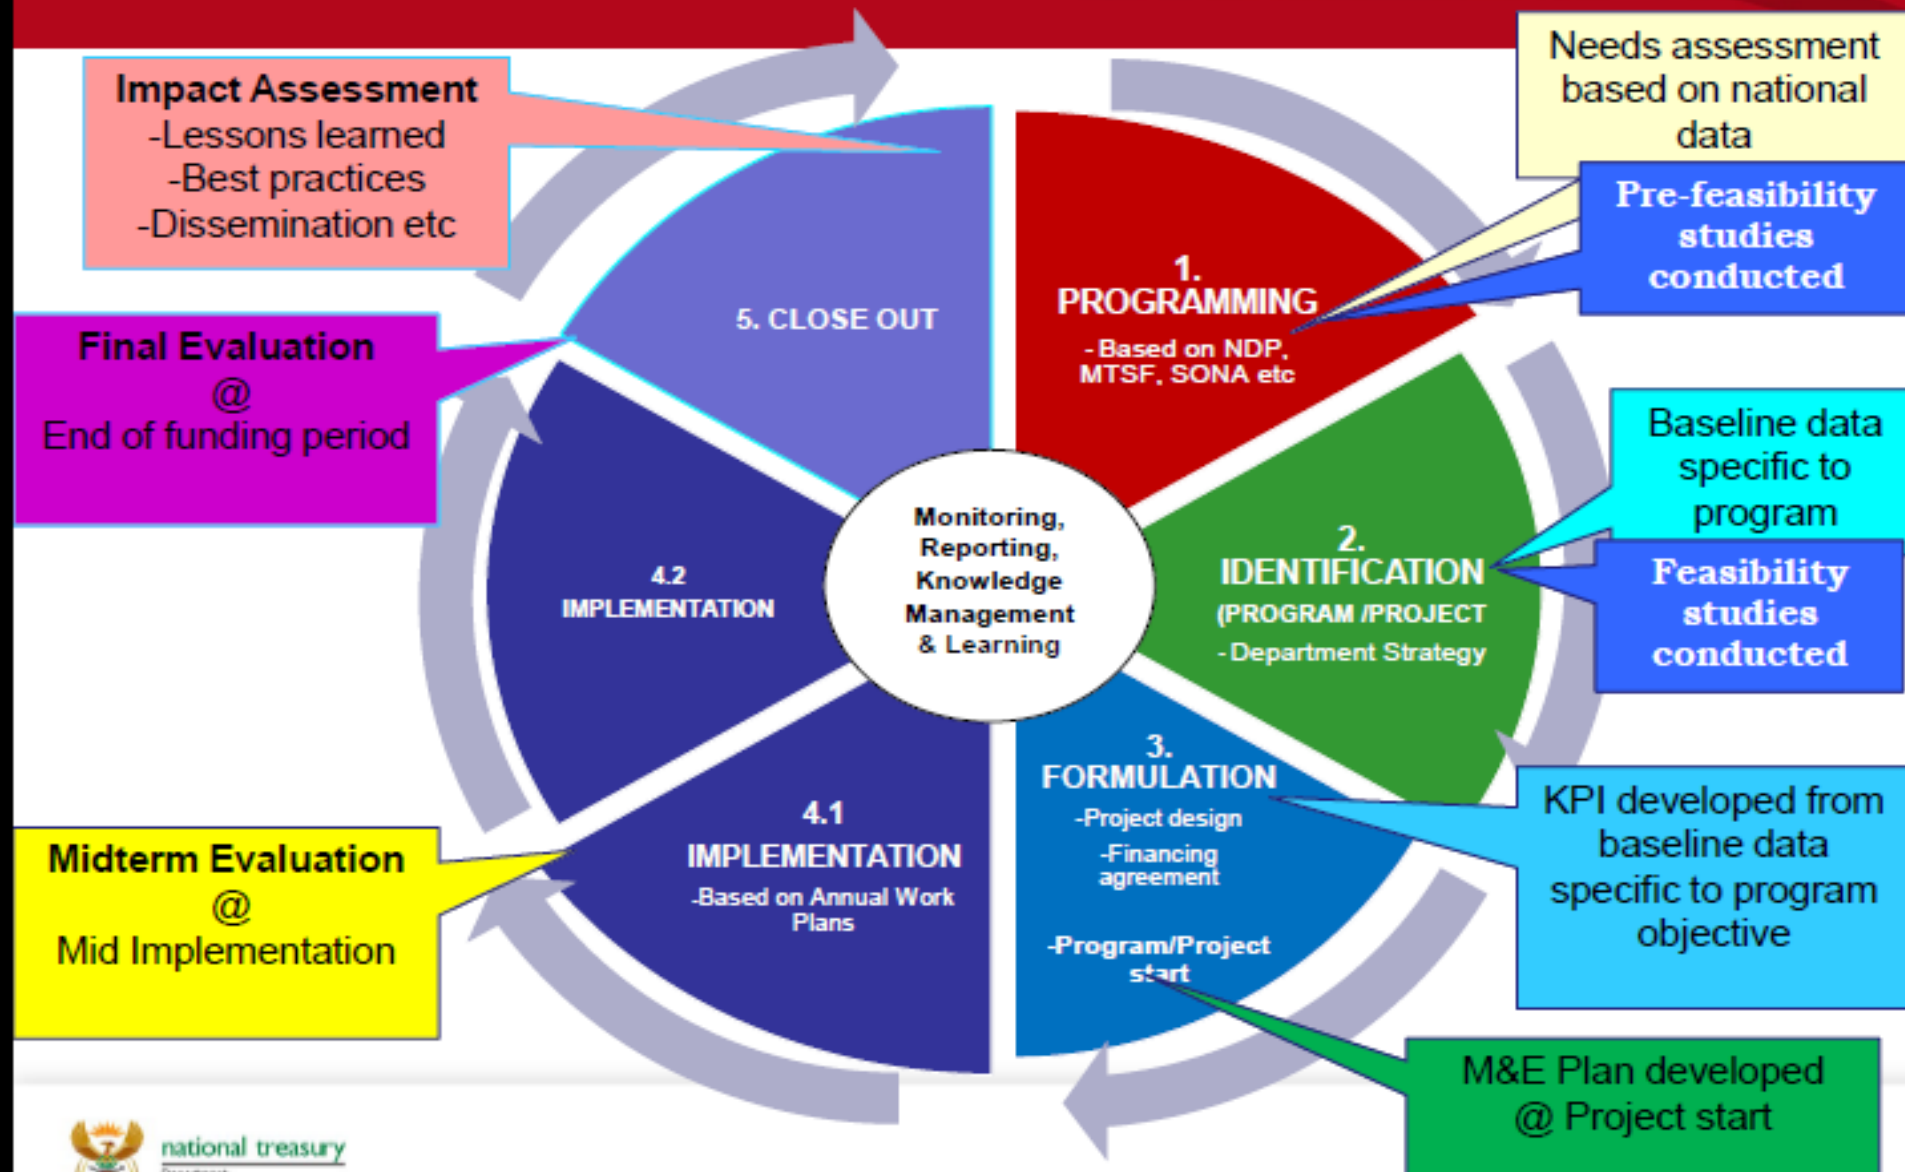 Impact Assessment
-Lessons learned
-Best practices
-Dissemination etc
Needs assessment
based on national
data
Pre-feasibility
studies
conducted
5. CLOSE OUT
1.
PROGRAMMING
- Based on NDP,
MTSF, SONA etc
Final Evaluation
@
End of funding period
Baseline data
specific to
program
Feasibility
studies
conducted
Monitoring,
Reporting,
Knowledge
Management
& Learning
4.2
IMPLEMENTATION
2.
IDENTIFICATION
(PROGRAM /PROJECT
- Department Strategy
3.
FORMULATION
-Project design
-Financing
agreement
-Program/Project
start
4.1
IMPLEMENTATION
-Based on Annual Work
Plans
KPI developed from
baseline data
specific to program
objective
Midterm Evaluation
@
Mid Implementation
M&E Plan developed
@ Project start
national treasury